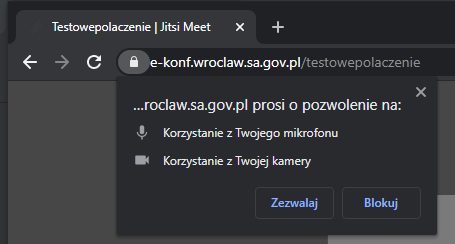 Testowepolaczenie | Jitsi Meet
e-konf.wroclaw.sa.gov.pl/testowepolaczenie
...roclaw.sa.gov.pl prosi o pozwolenie na:
Korzystanie z Twojego mikrofonu
Korzystanie z Twojej kamery
Zezwalaj Blokuj